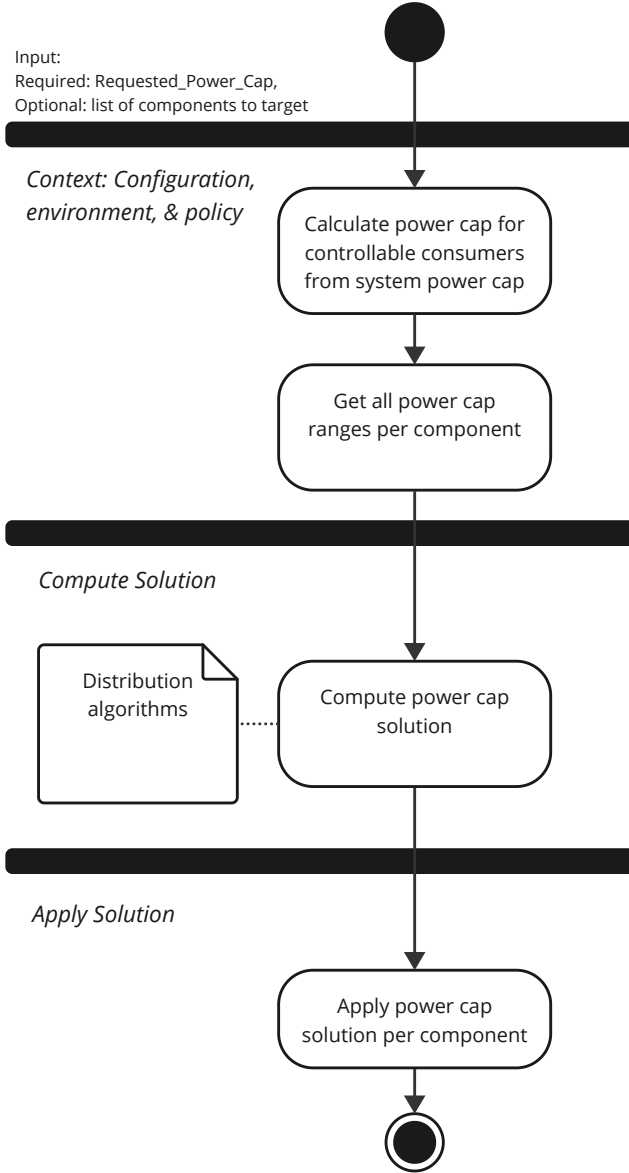 Input:
Required: Requested_Power_Cap,
Optional: list of components to target
Context: Configuration,
environment, & policy
Calculate power cap for
controllable consumers
from system power cap
Get all power cap
ranges per component
Compute Solution
Distribution
algorithms
Compute power cap
solution
Apply Solution
Apply power cap
solution per component